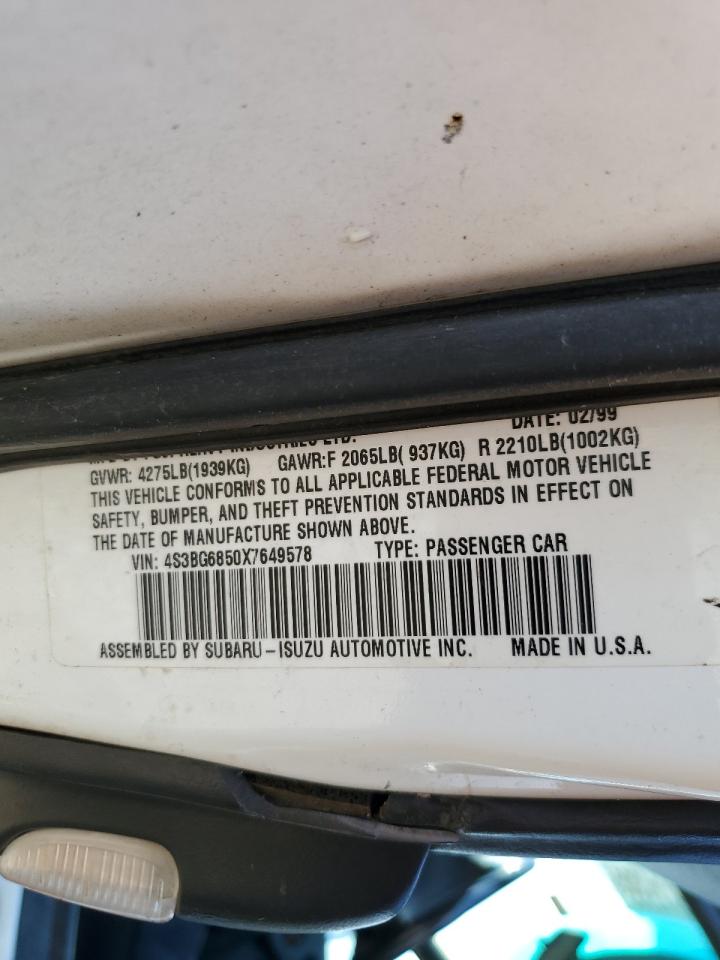 INDUSTRIES LTD. DATE: 02/99
GVWR: 4275LB(1939KG) GAWR:F 2065LB( 937KG) R 2210LB(1002KG)
THIS VEHICLE CONFORMS TO ALL APPLICABLE FEDERAL MOTOR VEHICLE
SAFETY, BUMPER, AND THEFT PREVENTION STANDARDS IN EFFECT ON
THE DATE OF MANUFACTURE SHOWN ABOVE.
VIN: 4S3BG6850X7649578 TYPE: PASSENGER CAR
ASSEMBLED BY SUBARU-ISUZU AUTOMOTIVE INC. MADE IN U.S.A.